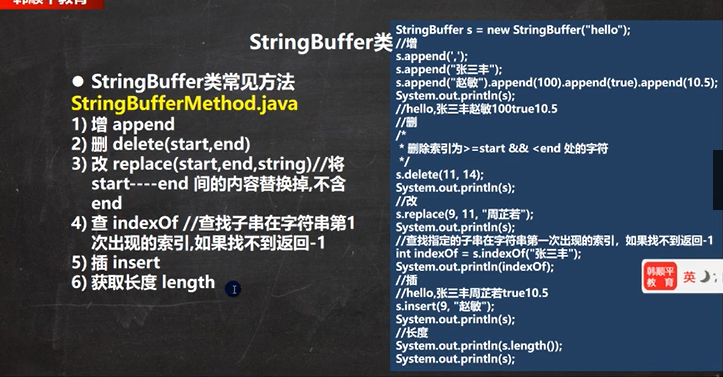 韩顺平教育
StringBuffer类
● StringBuffer类常见方法
StringBufferMethod.java
1) 增 append
2) 删 delete(start,end)
3) 改 replace(start,end,string)//将
start----end 间的内容替换掉,不含
end
4) 查 indexOf //查找子串在字符串第1
次出现的索引,如果找不到返回-1
5) 插 insert
6) 获取长度 length
StringBuffer s = new StringBuffer("hello");
//增
s.append(',');
s.append("张三丰");
s.append("赵敏").append(100).append(true).append(10.5);
System.out.println(s);
//hello,张三丰赵敏100true10.5
//删
/*
* 删除索引为>=start && <end 处的字符
*/
s.delete(11, 14);
System.out.println(s);
//改
s.replace(9, 11, "周芷若");
System.out.println(s);
//查找指定的子串在字符串第一次出现的索引，如果找不到返回-1
int indexOf = s.indexOf("张三丰");
System.out.println(indexOf);
//插
//hello,张三丰周芷若true10.5
s.insert(9, "赵敏");
System.out.println(s);
//长度
System.out.println(s.length());
System.out.println(s);
韩顺平
教 育
英